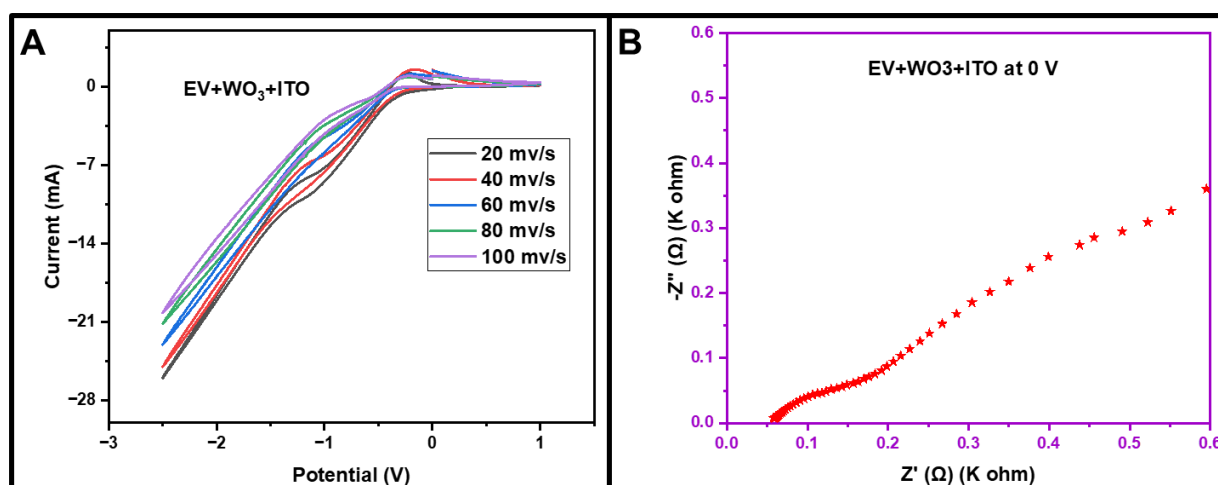 A
EV+WO₃+ITO
20 mv/s
40 mv/s
60 mv/s
80 mv/s
100 mv/s
0
−7
−14
−21
−28
Current (mA)
−3
−2
−1
0
1
Potential (V)
B
EV+WO3+ITO at 0 V
0.6
0.5
0.4
0.3
0.2
0.1
0.0
-Z'' (Ω) (K ohm)
0.0
0.1
0.2
0.3
0.4
0.5
0.6
Z' (Ω) (K ohm)